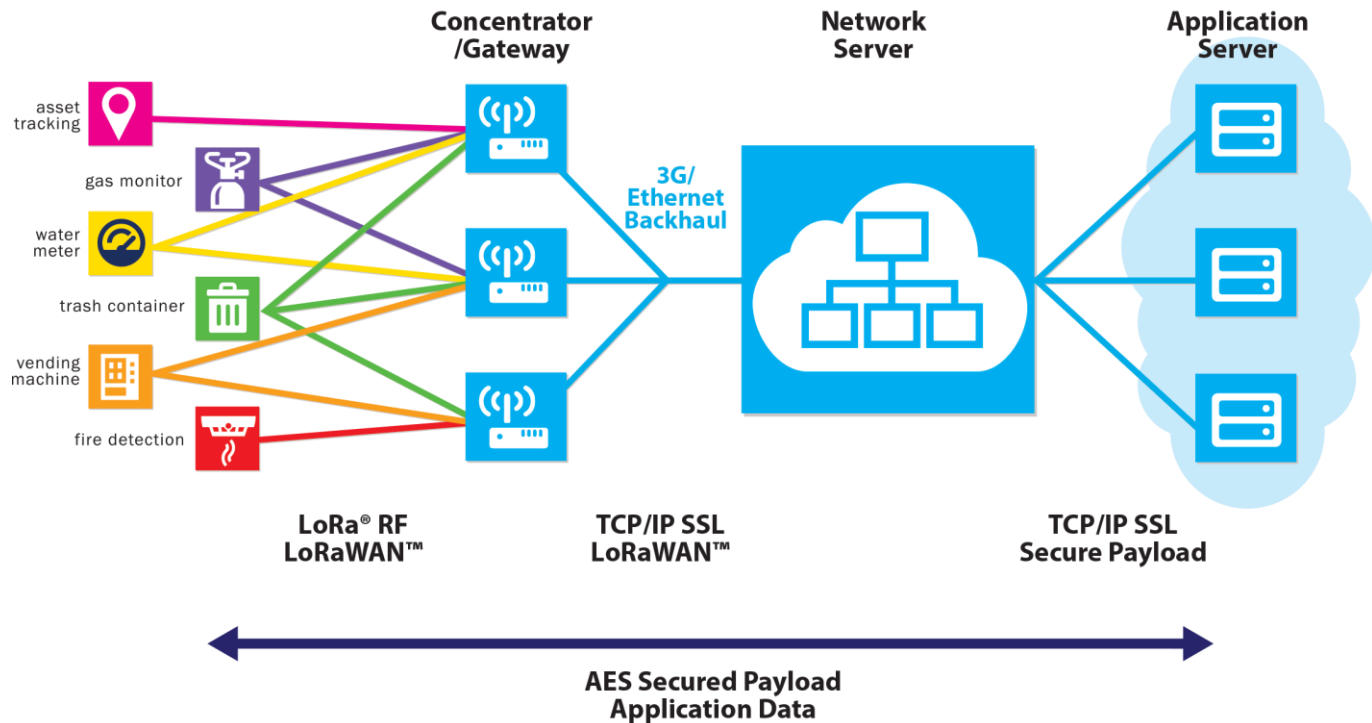 Concentrator
/Gateway
Network
Server
Application
Server
asset
tracking
gas monitor
water
meter
trash container
vending
machine
fire detection
3G/
Ethernet
Backhaul
LoRa® RF
LoRaWAN™
TCP/IP SSL
LoRaWAN™
TCP/IP SSL
Secure Payload
AES Secured Payload
Application Data